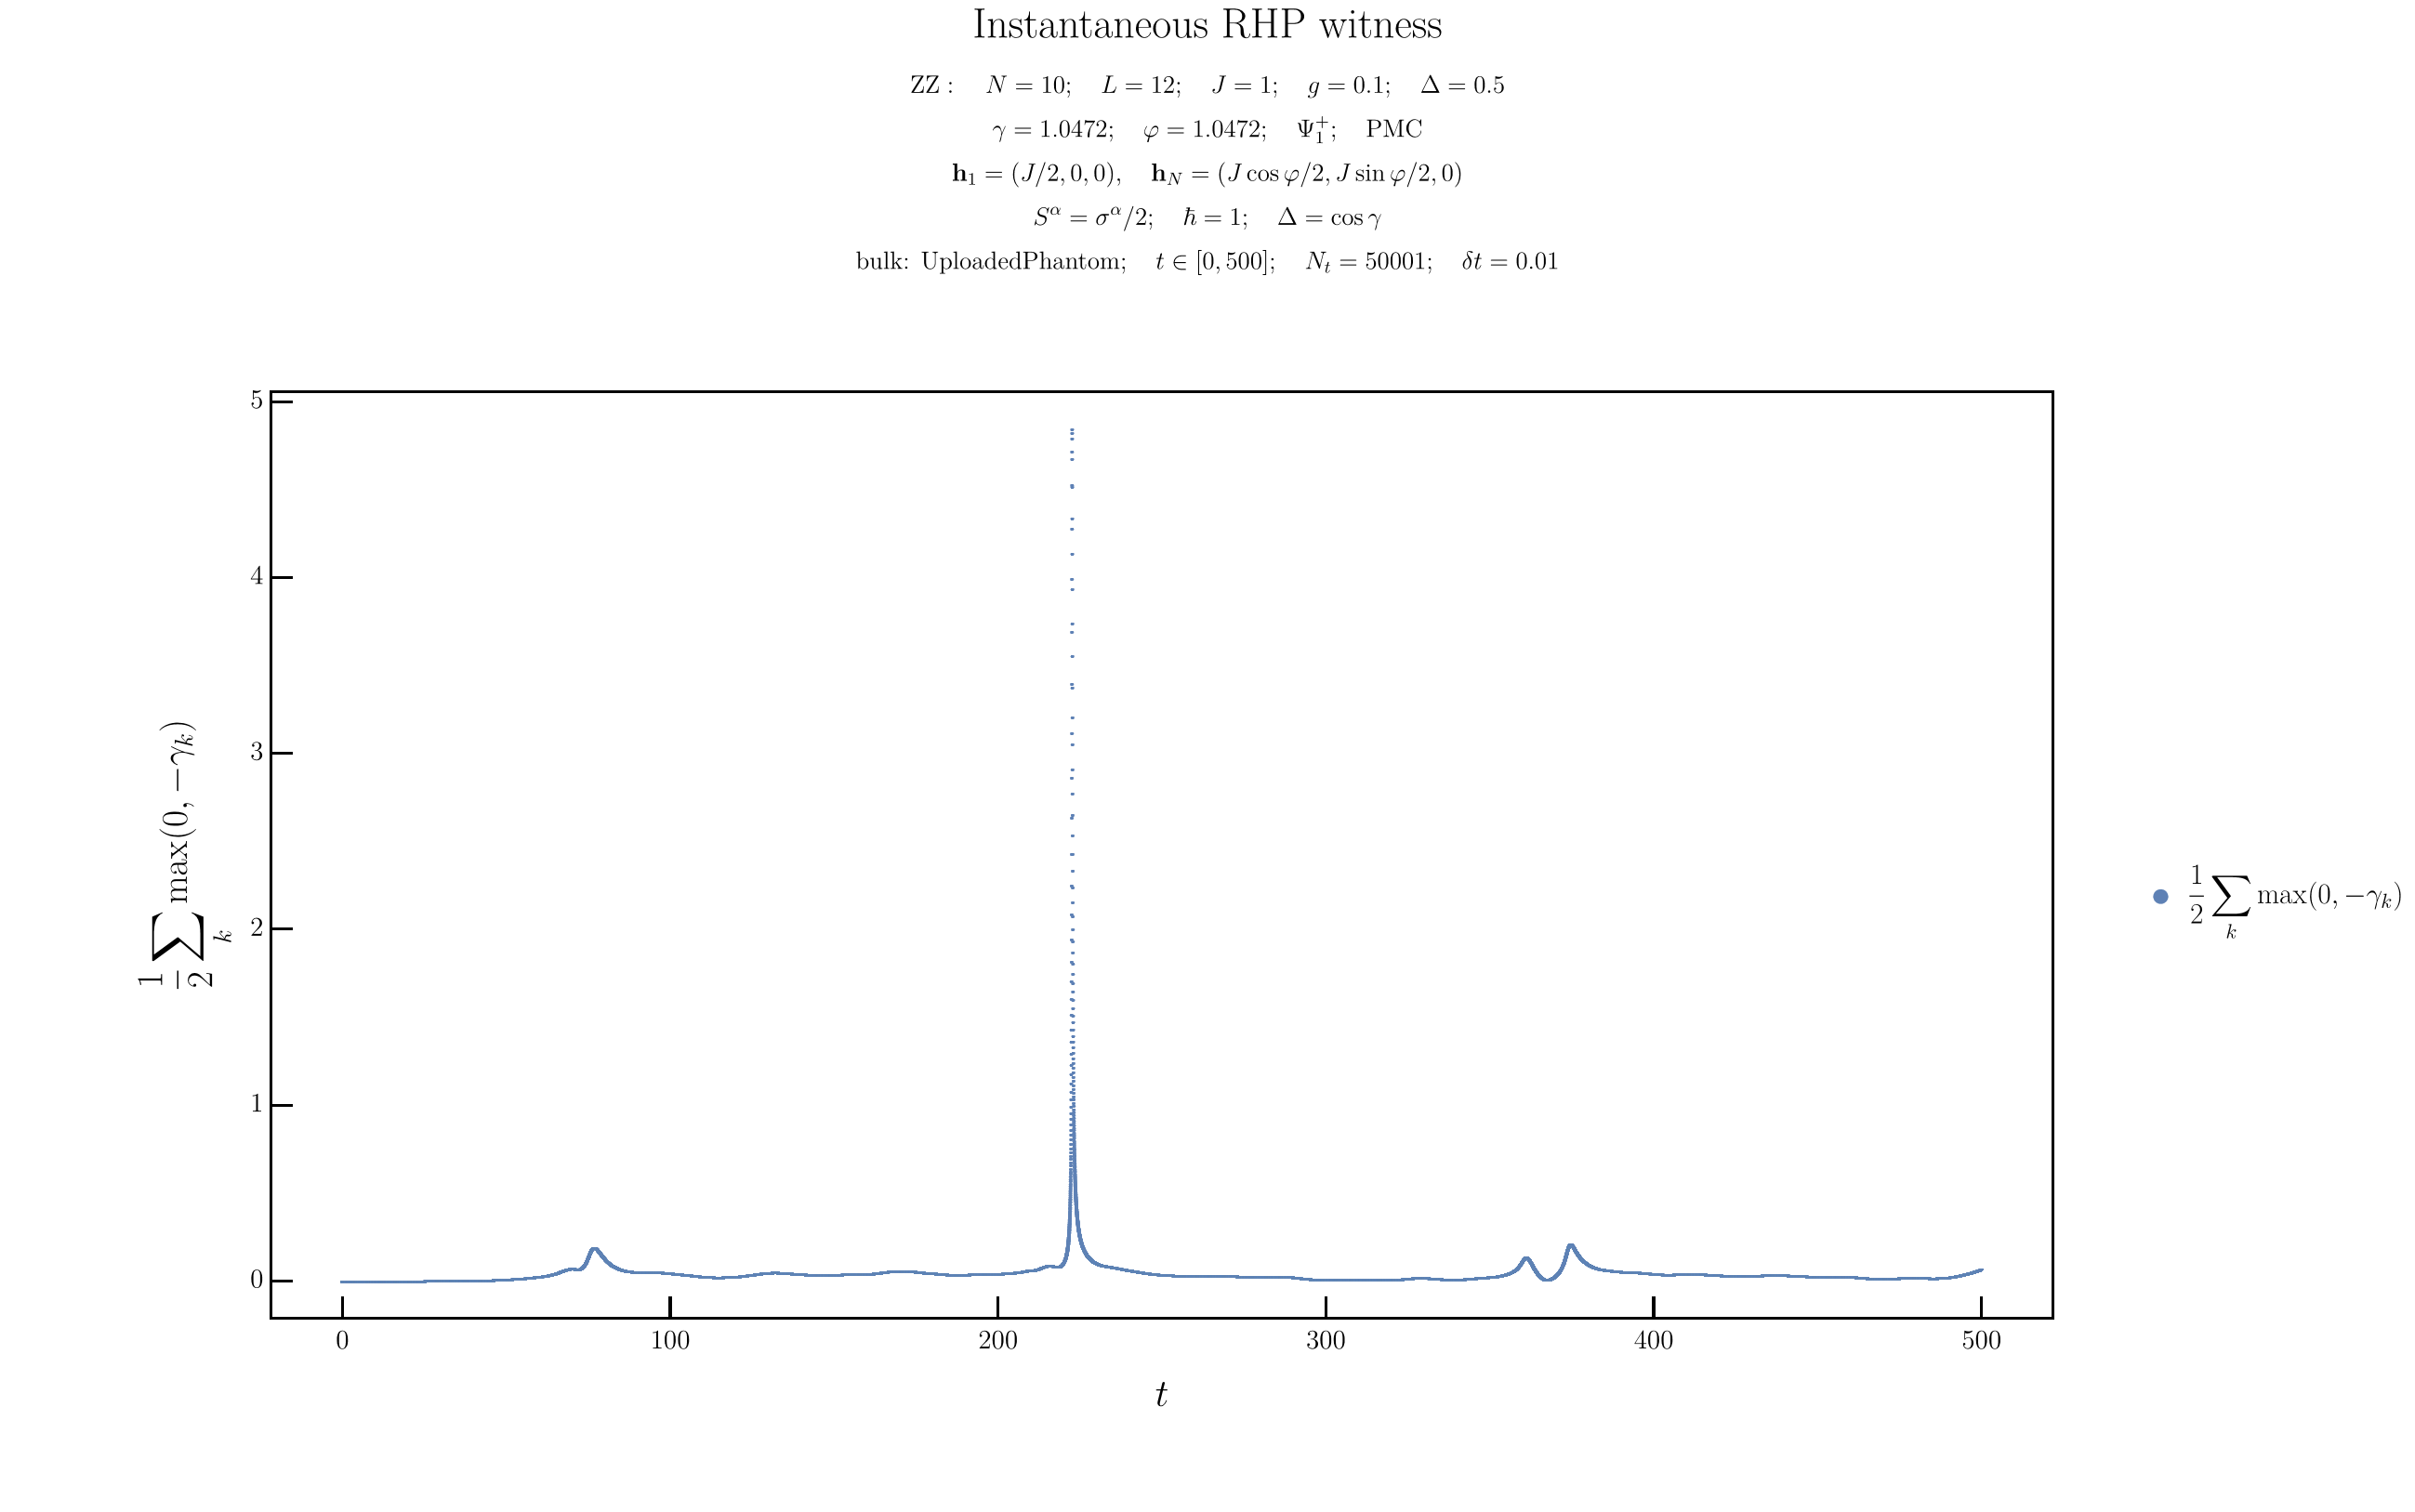 Instantaneous RHP witness
ZZ : N = 10; L = 12; J = 1; g = 0.1; Δ = 0.5
γ = 1.0472; φ = 1.0472; Ψ₁⁺; PMC
𝐡₁ = (J/2, 0, 0), 𝐡_N = (J cos φ/2, J sin φ/2, 0)
S^α = σ^α/2; ℏ = 1; Δ = cos γ
bulk: UploadedPhantom; t ∈ [0, 500]; N_t = 50001; δt = 0.01
5
4
3
2
1
0
1/2 ∑_k max(0, −γ_k)
0 100 200 300 400 500
t
1/2 ∑_k max(0, −γ_k)